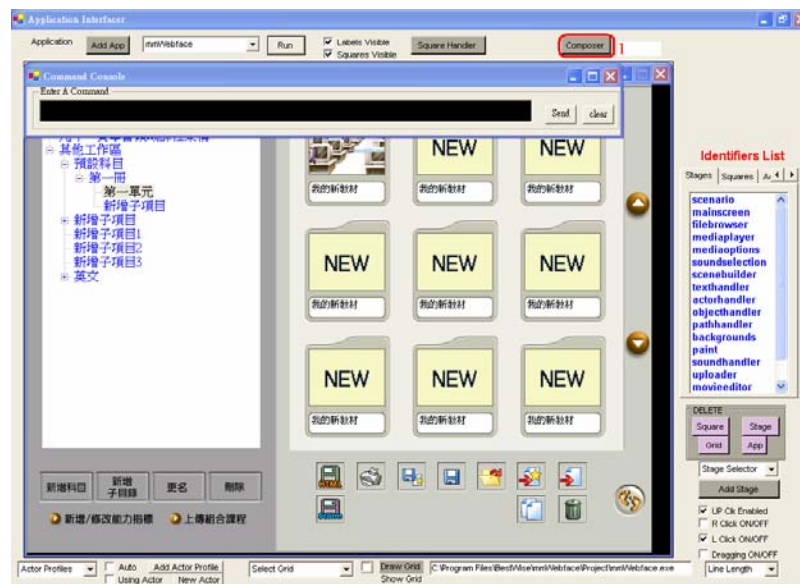 Application Interfacer
Application
Add App
mmWebface
Run
Labels Visible
Squares Visible
Square Handler
Composer
1
Command Console
Enter A Command
Send
clear
其他工作區
預設科目
第一冊
第一單元
新增子項目
新增子項目
新增子項目1
新增子項目2
新增子項目3
英文
NEW
NEW
我的新教材
我的新教材
我的新教材
NEW
NEW
NEW
我的新教材
我的新教材
我的新教材
NEW
NEW
NEW
我的新教材
我的新教材
我的新教材
新增科目
新增
子目錄
更名
刪除
新增/修改能力指標
上傳組合課程
Identifiers List
Stages
Squares
scenario
mainscreen
filebrowser
mediaplayer
mediaoptions
soundselection
scenebuilder
texthandler
actorhandler
objecthandler
pathhandler
backgrounds
paint
soundhandler
uploader
movieeditor
DELETE
Square
Stage
Grid
App
Stage Selector
Add Stage
UP Clk Enabled
R Click ON/OFF
L Click ON/OFF
Dragging ON/OFF
Line Length
Actor Profiles
Auto
Add Actor Profile
Using Actor
New Actor
Select Grid
Draw Grid
Show Grid
C:\Program Files\BestWise\mmWebface\Project\mmWebface.exe